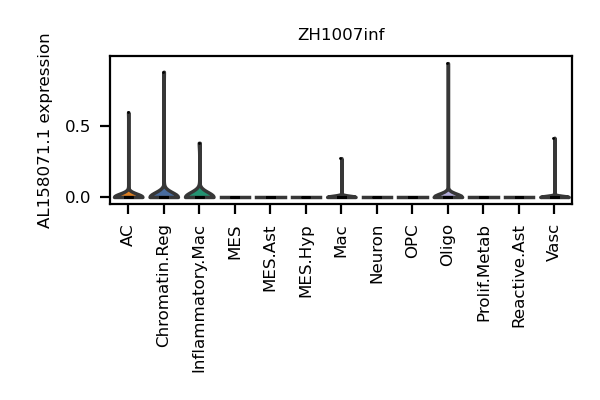 ZH1007inf
AL158071.1 expression
0.5
0.0
AC
Chromatin.Reg
Inflammatory.Mac
MES
MES.Ast
MES.Hyp
Mac
Neuron
OPC
Oligo
Prolif.Metab
Reactive.Ast
Vasc